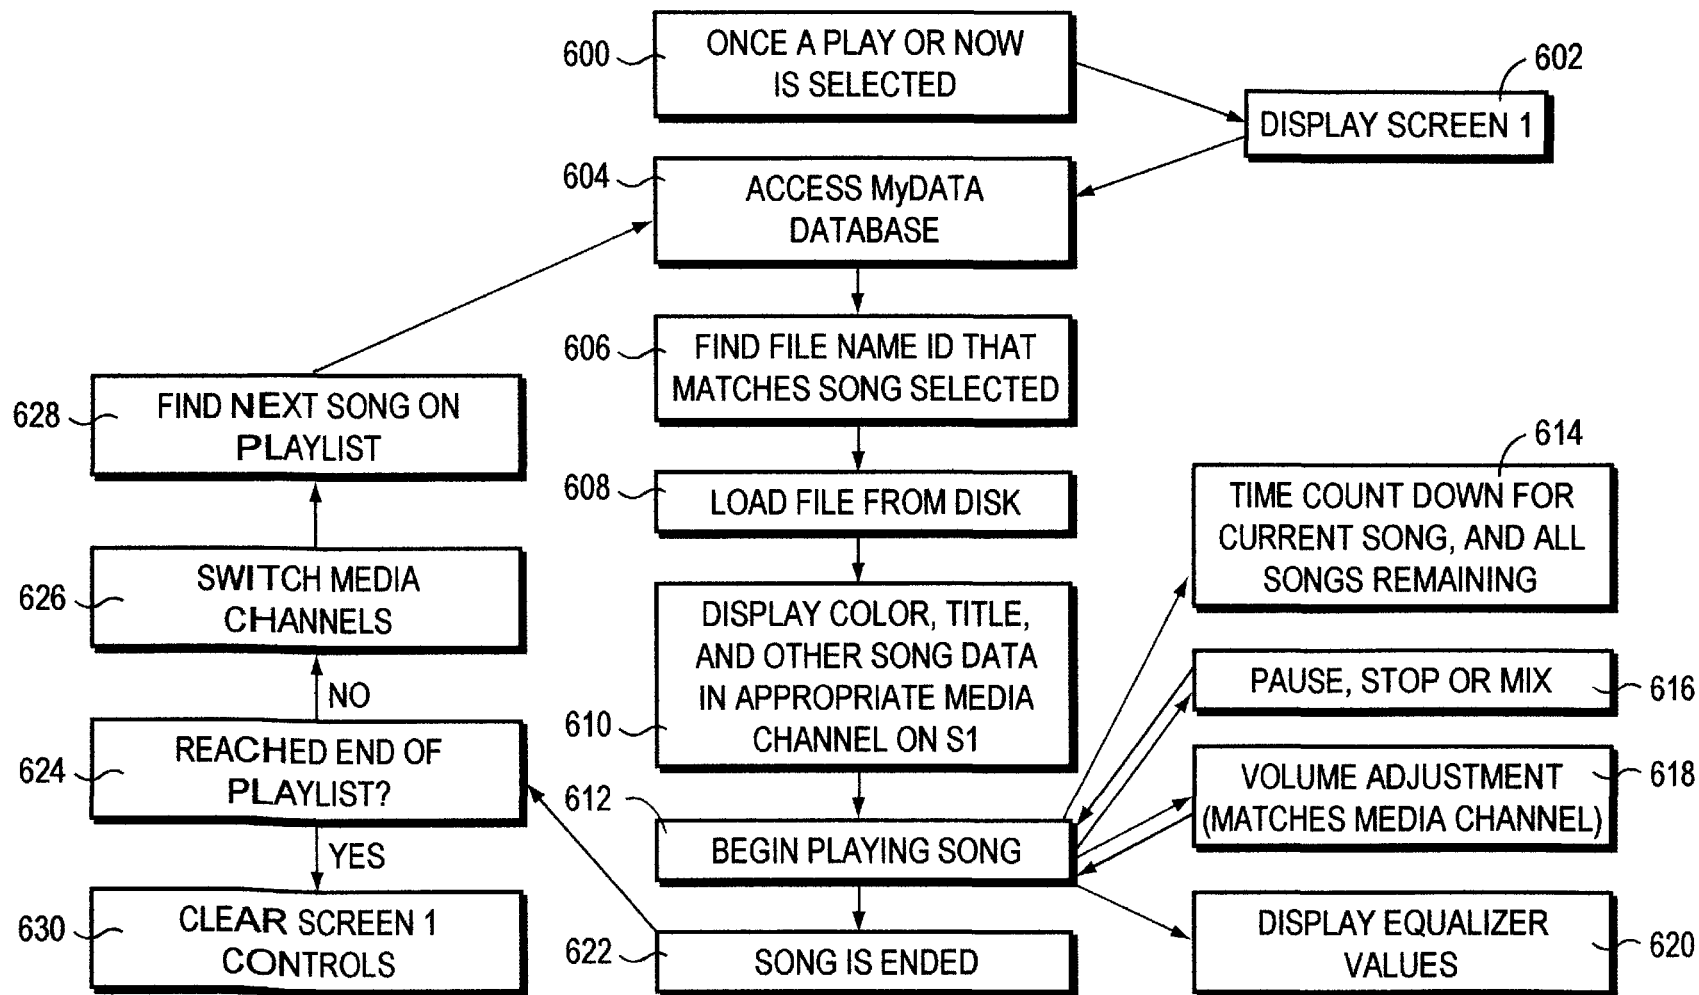 600
ONCE A PLAY OR NOW
IS SELECTED
602
DISPLAY SCREEN 1
604
ACCESS MyDATA
DATABASE
606
FIND FILE NAME ID THAT
MATCHES SONG SELECTED
608
LOAD FILE FROM DISK
610
DISPLAY COLOR, TITLE,
AND OTHER SONG DATA
IN APPROPRIATE MEDIA
CHANNEL ON S1
612
BEGIN PLAYING SONG
614
TIME COUNT DOWN FOR
CURRENT SONG, AND ALL
SONGS REMAINING
616
PAUSE, STOP OR MIX
618
VOLUME ADJUSTMENT
(MATCHES MEDIA CHANNEL)
620
DISPLAY EQUALIZER
VALUES
622
SONG IS ENDED
624
REACHED END OF
PLAYLIST?
NO
626
SWITCH MEDIA
CHANNELS
628
FIND NEXT SONG ON
PLAYLIST
YES
630
CLEAR SCREEN 1
CONTROLS